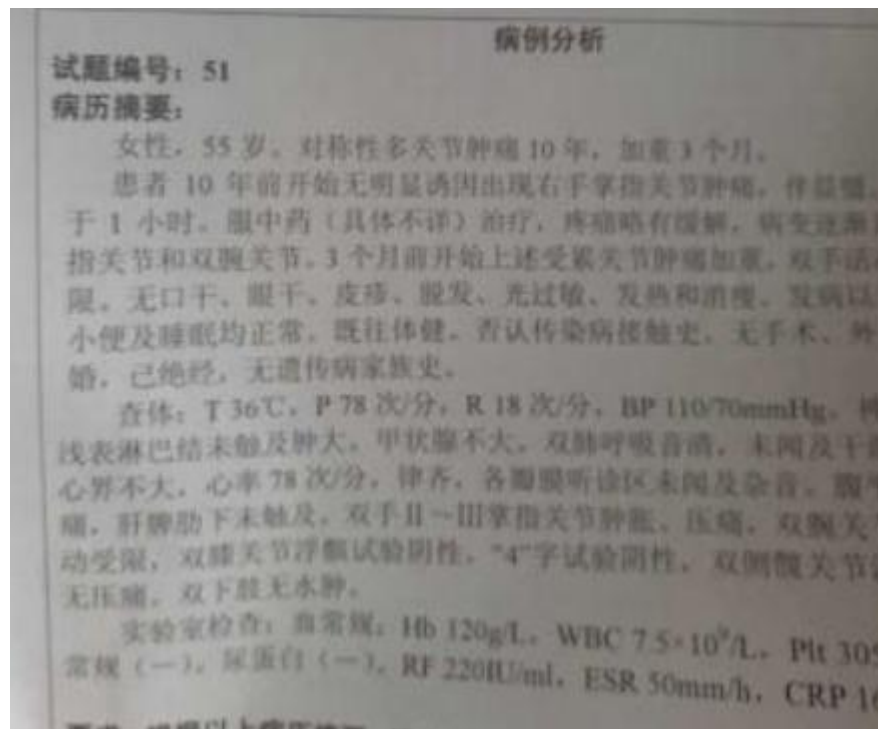 病例分析
试题编号：51
病历摘要：
女性，55 岁。对称性多关节肿痛 10 年，加重 3 个月。
患者 10 年前开始无明显诱因出现右手掌指关节肿痛，伴晨僵，
于 1 小时。服中药（具体不详）治疗，疼痛略有缓解，病变逐渐
指关节和双腕关节。3 个月前开始上述受累关节肿痛加重，双手活
限。无口干、眼干、皮疹、脱发、光过敏、发热和消瘦。发病以
小便及睡眠均正常。既往体健。否认传染病接触史。无手术、外
婚，已绝经，无遗传病家族史。
查体：T 36℃，P 78 次/分，R 18 次/分，BP 110/70mmHg。
浅表淋巴结未触及肿大。甲状腺不大。双肺呼吸音清，未闻及干
心界不大，心率 78 次/分，律齐，各瓣膜听诊区未闻及杂音。腹
痛，肝脾肋下未触及。双手Ⅱ～Ⅲ掌指关节肿胀、压痛，双腕关
动受限，双膝关节浮髌试验阴性，“4”字试验阴性，双侧髋关节
无压痛。双下肢无水肿。
实验室检查：血常规：Hb 120g/L，WBC 7.5×10⁹/L，Plt 305
常规（—），尿蛋白（—），RF 220IU/ml，ESR 50mm/h，CRP 16